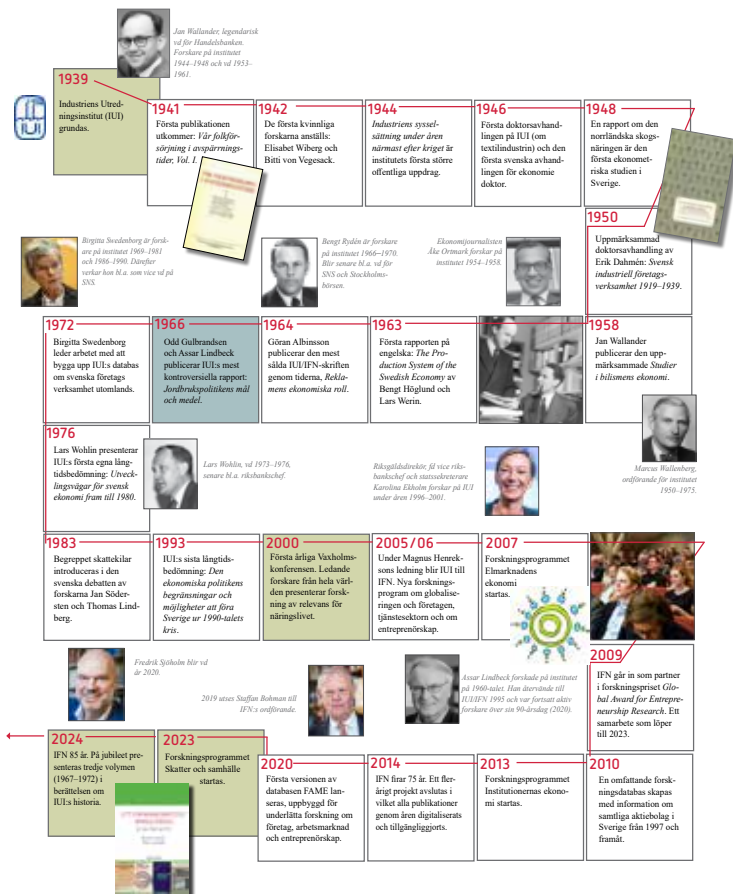 Jan Wallander, legendarisk
vd för Handelsbanken.
Forskare på institutet
1944–1948 och vd 1953–
1961.
1939
Industriens Utred-
ningsinstitut (IUI)
grundas.
IUI
1941
Första publikationen
utkommer: Vår folkför-
sörjning i avspärrnings-
tider, Vol. I.
1942
De första kvinnliga
forskarna anställs:
Elisabet Wiberg och
Bitti von Vegesack.
1944
Industriens syssel-
sättning under åren
närmast efter kriget är
institutets första större
offentliga uppdrag.
1946
Första doktorsavhand-
lingen på IUI (om
textilindustrin) och den
första svenska avhand-
lingen för ekonomie
doktor.
1948
En rapport om den
norrländska skogs-
näringen är den
första ekonomet-
riska studien i
Sverige.
1950
Uppmärksammad
doktorsavhandling av
Erik Dahmén: Svensk
industriell företags-
verksamhet 1919–1939.
Birgitta Swedenborg är forsk-
are på institutet 1969–1981
och 1986–1990. Därefter
verkar hon bl.a. som vice vd på
SNS.
Bengt Rydén är forskare
på institutet 1966–1970.
Blir senare bl.a. vd för
SNS och Stockholms-
börsen.
Ekonomijournalisten
Åke Ortmark forskar på
institutet 1954–1958.
1972
Birgitta Swedenborg
leder arbetet med att
bygga upp IUI:s databas
om svenska företags
verksamhet utomlands.
1966
Odd Gulbrandsen
och Assar Lindbeck
publicerar IUI:s mest
kontroversiella rapport:
Jordbrukspolitikens mål
och medel.
1964
Göran Albinsson
publicerar den mest
sålda IUI/IFN-skriften
genom tiderna, Rekla-
mens ekonomiska roll.
1963
Första rapporten på
engelska: The Pro-
duction System of the
Swedish Economy av
Bengt Höglund och
Lars Werin.
1958
Jan Wallander
publicerar den upp-
märksammade Studier
i bilismens ekonomi.
1976
Lars Wohlin presenterar
IUI:s första egna lång-
tidsbedömning: Utveck-
lingsvägar för svensk
ekonomi fram till 1980.
Lars Wohlin, vd 1973–1976,
senare bl.a. riksbankschef.
Riksgäldsdirektör, fd vice riks-
bankschef och statssekreterare
Karolina Ekholm forskar på IUI
under åren 1996–2001.
Marcus Wallenberg,
ordförande för institutet
1950–1975.
1983
Begreppet skattekilar
introduceras i den
svenska debatten av
forskarna Jan Söder-
sten och Thomas Lind-
berg.
1993
IUI:s sista långtids-
bedömning: Den
ekonomiska politikens
begränsningar och
möjligheter att föra
Sverige ur 1990-talets
kris.
2000
Första årliga Vaxholms-
konferensen. Ledande
forskare från hela värl-
den presenterar forsk-
ning av relevans för
näringslivet.
2005/06
Under Magnus Henrek-
sons ledning blir IUI till
IFN. Nya forsknings-
program om globalise-
ringen och företagen,
tjänstesektorn och om
entreprenörskap.
2007
Forskningsprogrammet
Elmarknadens
ekonomi
startas.
2009
IFN går in som partner
i forskningspriset Glo-
bal Award for Entrepre-
neurship Research. Ett
samarbete som löper
till 2023.
Fredrik Sjöholm blir vd
år 2020.
2019 utses Staffan Bohman till
IFN:s ordförande.
Assar Lindbeck forskade på institutet
på 1960-talet. Han återvände till
IUI/IFN 1995 och var fortsatt aktiv
forskare över sin 90-årsdag (2020).
2024
IFN 85 år. På jubileet pre-
senteras tredje volymen
(1967–1972) i
berättelsen om
IUI:s historia.
2023
Forskningsprogrammet
Skatter och samhälle
startas.
2020
Första versionen av
databasen FAME lan-
seras, uppbyggd för
underlätta forskning om
företag, arbetsmarknad
och entreprenörskap.
2014
IFN firar 75 år. Ett fler-
årigt projekt avslutas i
vilket alla publikationer
genom åren digitaliserats
och tillgängliggjorts.
2013
Forskningsprogrammet
Institutionernas ekono-
mi startas.
2010
En omfattande forsk-
ningsdatabas skapas
med information om
samtliga aktiebolag i
Sverige från 1997 och
framåt.